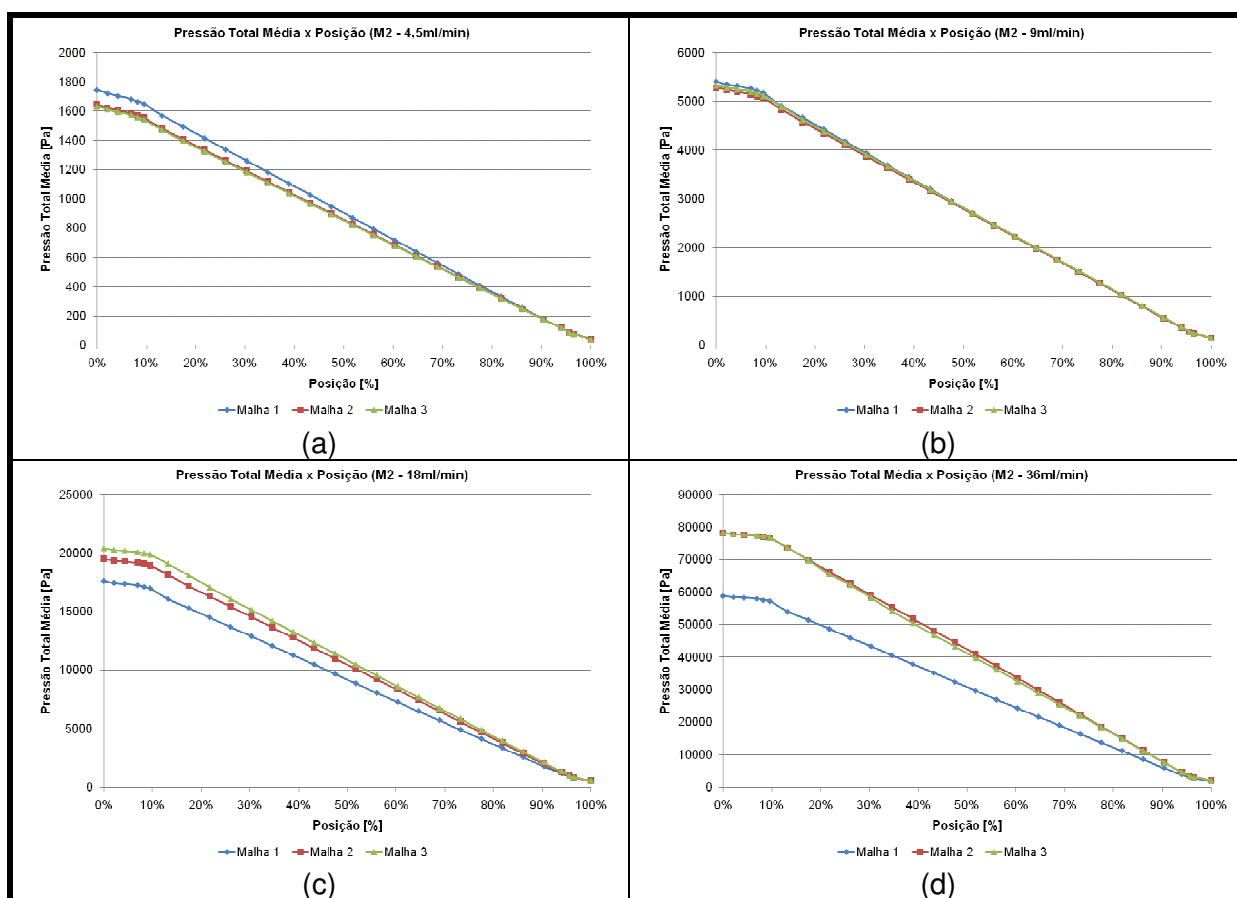 Pressão Total Média x Posição (M2 - 4,5ml/min)
Pressão Total Média [Pa]
2000
1800
1600
1400
1200
1000
800
600
400
200
0
0% 10% 20% 30% 40% 50% 60% 70% 80% 90% 100%
Posição [%]
Malha 1 Malha 2 Malha 3
(a)
Pressão Total Média x Posição (M2 - 9ml/min)
Pressão Total Média [Pa]
6000
5000
4000
3000
2000
1000
0
0% 10% 20% 30% 40% 50% 60% 70% 80% 90% 100%
Posição [%]
Malha 1 Malha 2 Malha 3
(b)
Pressão Total Média x Posição (M2 - 18ml/min)
Pressão Total Média [Pa]
25000
20000
15000
10000
5000
0
0% 10% 20% 30% 40% 50% 60% 70% 80% 90% 100%
Posição [%]
Malha 1 Malha 2 Malha 3
(c)
Pressão Total Média x Posição (M2 - 36ml/min)
Pressão Total Média [Pa]
90000
80000
70000
60000
50000
40000
30000
20000
10000
0
0% 10% 20% 30% 40% 50% 60% 70% 80% 90% 100%
Posição [%]
Malha 1 Malha 2 Malha 3
(d)